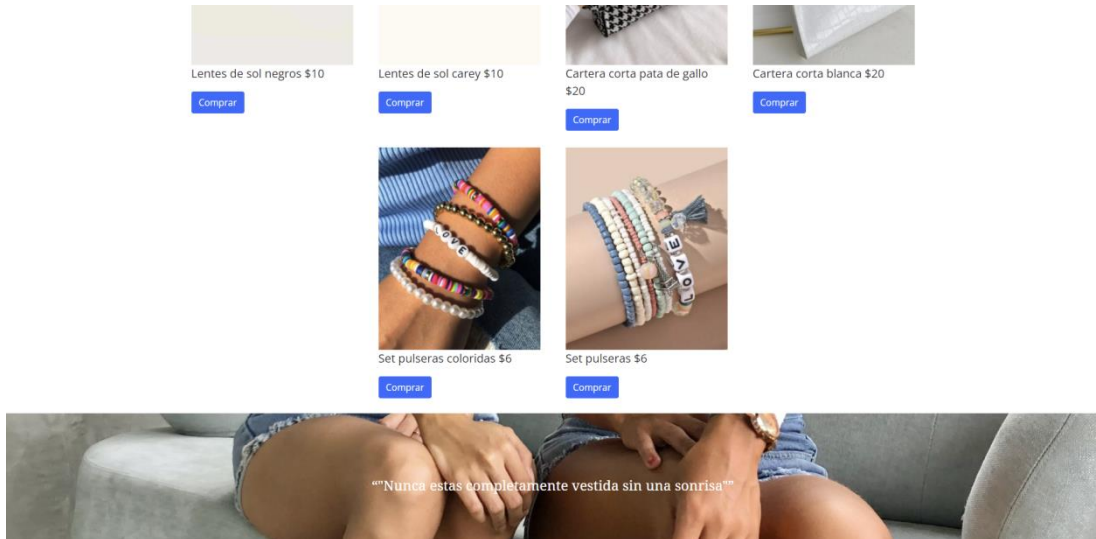 Lentes de sol negros $10
Lentes de sol carey $10
Cartera corta pata de gallo
$20
Cartera corta blanca $20
Comprar
Comprar
Comprar
Comprar
LOVE
LOVE
Set pulseras coloridas $6
Set pulseras $6
Comprar
Comprar
“”Nunca estas completamente vestida sin una sonrisa””